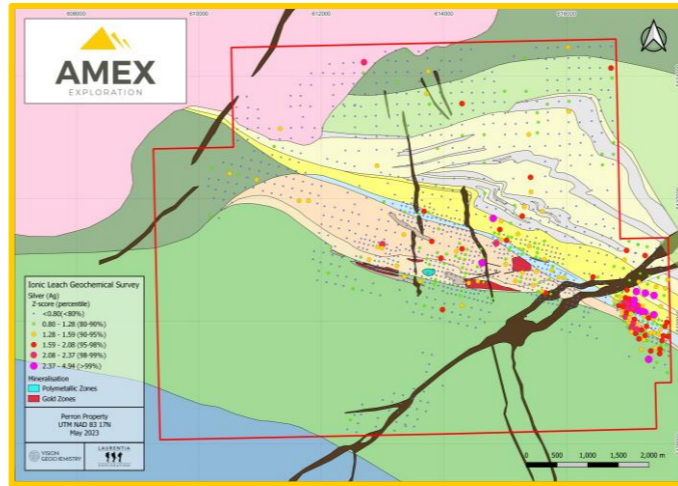 610000
612000
614000
616000
AMEX
EXPLORATION
Ionic Leach Geochemical Survey
Silver (Ag)
Z-score (percentile)
<0.80(<80%)
0.80 - 1.28 (80-90%)
1.28 - 1.59 (90-95%)
1.59 - 2.08 (95-98%)
2.08 - 2.37 (98-99%)
2.37 - 4.94 (>99%)
Mineralisation
Polymetallic Zones
Gold Zones
Perron Property
UTM NAD 83 17N
May 2023
VISION
GEOCHEMISTRY
LAURENTIA
0 500 1,000 1,500 2,000 m